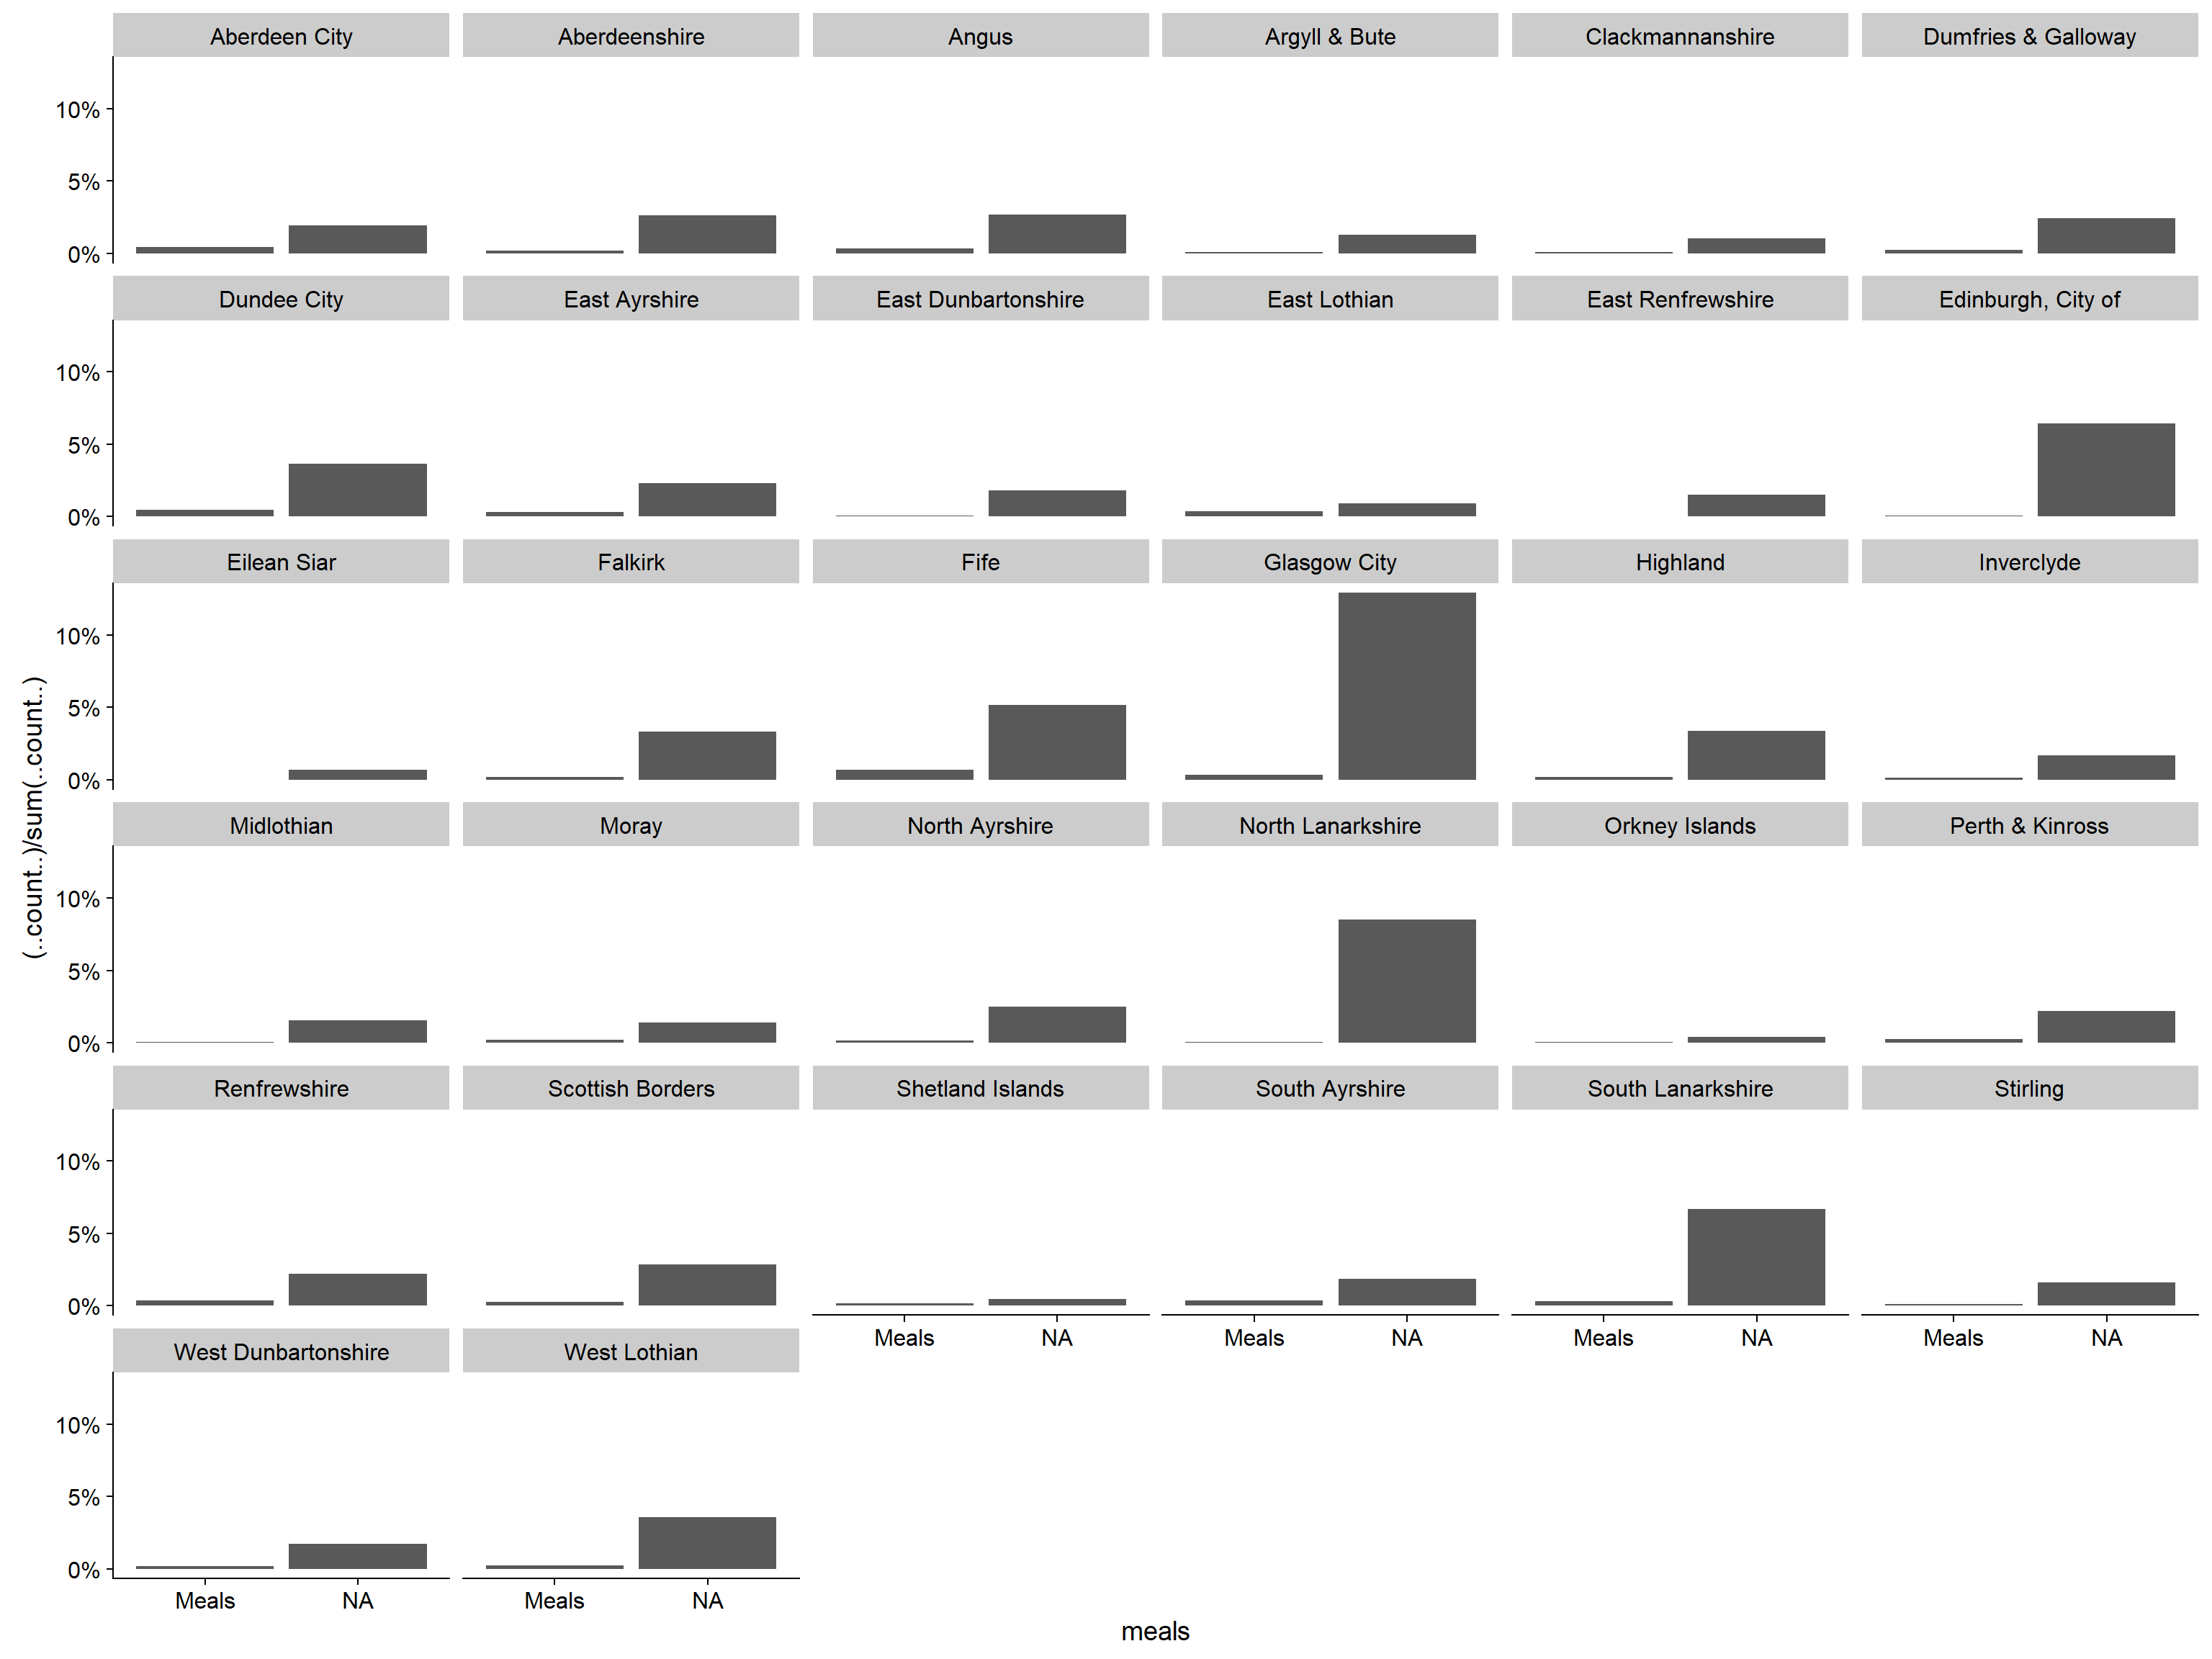 Aberdeen City Aberdeenshire Angus Argyll & Bute Clackmannanshire Dumfries & Galloway
10%
5%
0%
Dundee City East Ayrshire East Dunbartonshire East Lothian East Renfrewshire Edinburgh, City of
10%
5%
0%
Eilean Siar Falkirk Fife Glasgow City Highland Inverclyde
10%
5%
0%
Midlothian Moray North Ayrshire North Lanarkshire Orkney Islands Perth & Kinross
10%
5%
0%
Renfrewshire Scottish Borders Shetland Islands South Ayrshire South Lanarkshire Stirling
10%
5%
0%
Meals NA Meals NA Meals NA Meals NA
West Dunbartonshire West Lothian
10%
5%
0%
Meals NA Meals NA
meals
(..count..)/sum(..count..)